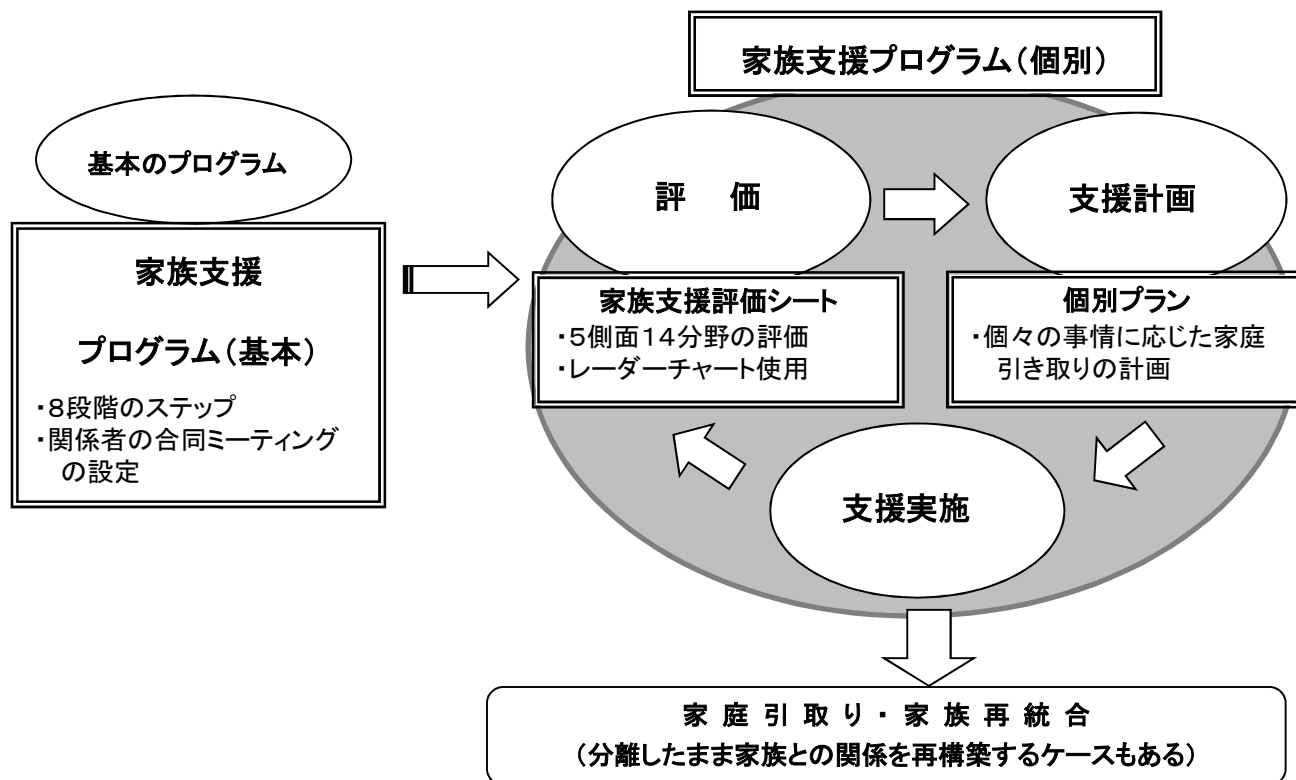 家族支援プログラム(個別)
基本のプログラム
家族支援
プログラム(基本)
・8段階のステップ
・関係者の合同ミーティング
の設定
評 価
家族支援評価シート
・5側面14分野の評価
・レーダーチャート使用
支援計画
個別プラン
・個々の事情に応じた家庭
引き取りの計画
支援実施
家庭引取り・家族再統合
(分離したまま家族との関係を再構築するケースもある)